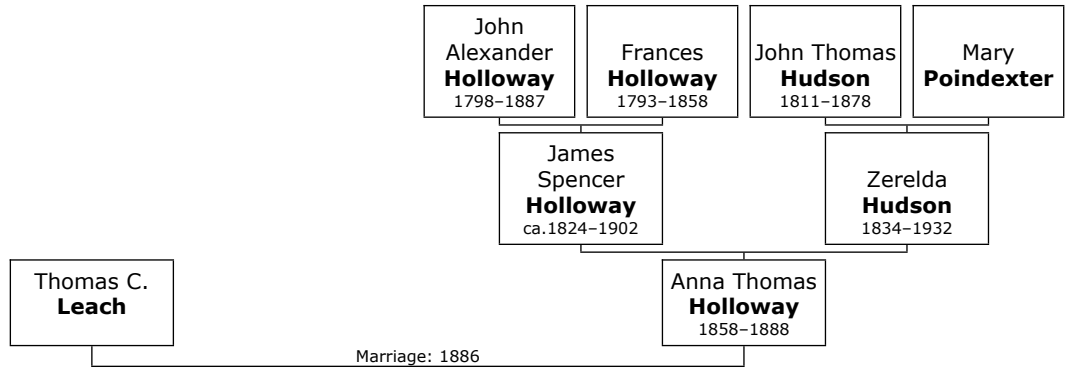 John
Alexander
Holloway
1798–1887
Frances
Holloway
1793–1858
John Thomas
Hudson
1811–1878
Mary
Poindexter
James
Spencer
Holloway
ca.1824–1902
Zerelda
Hudson
1834–1932
Thomas C.
Leach
Anna Thomas
Holloway
1858–1888
Marriage: 1886